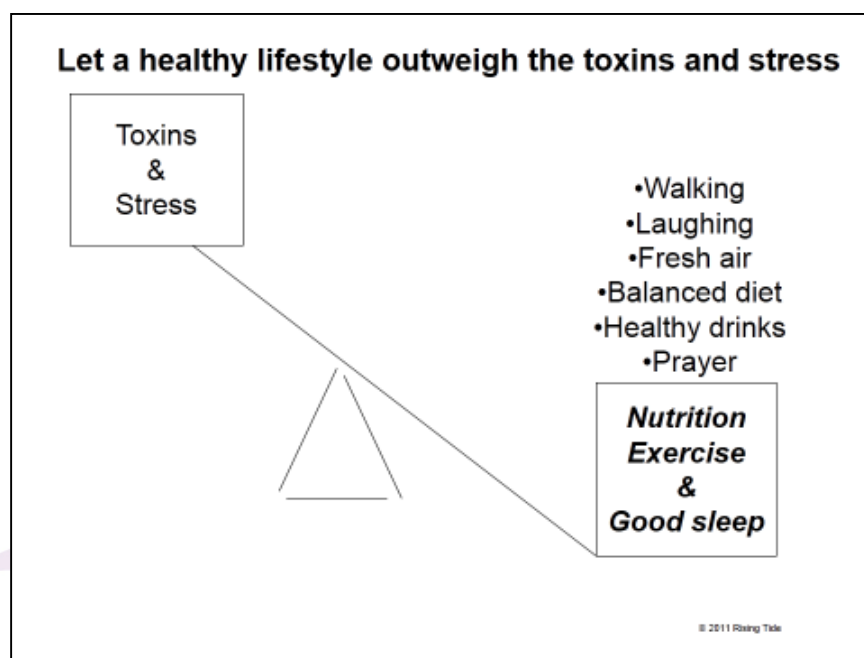 Let a healthy lifestyle outweigh the toxins and stress
Toxins
&
Stress
•Walking
•Laughing
•Fresh air
•Balanced diet
•Healthy drinks
•Prayer
Nutrition
Exercise
&
Good sleep
© 2011 Rising Tide